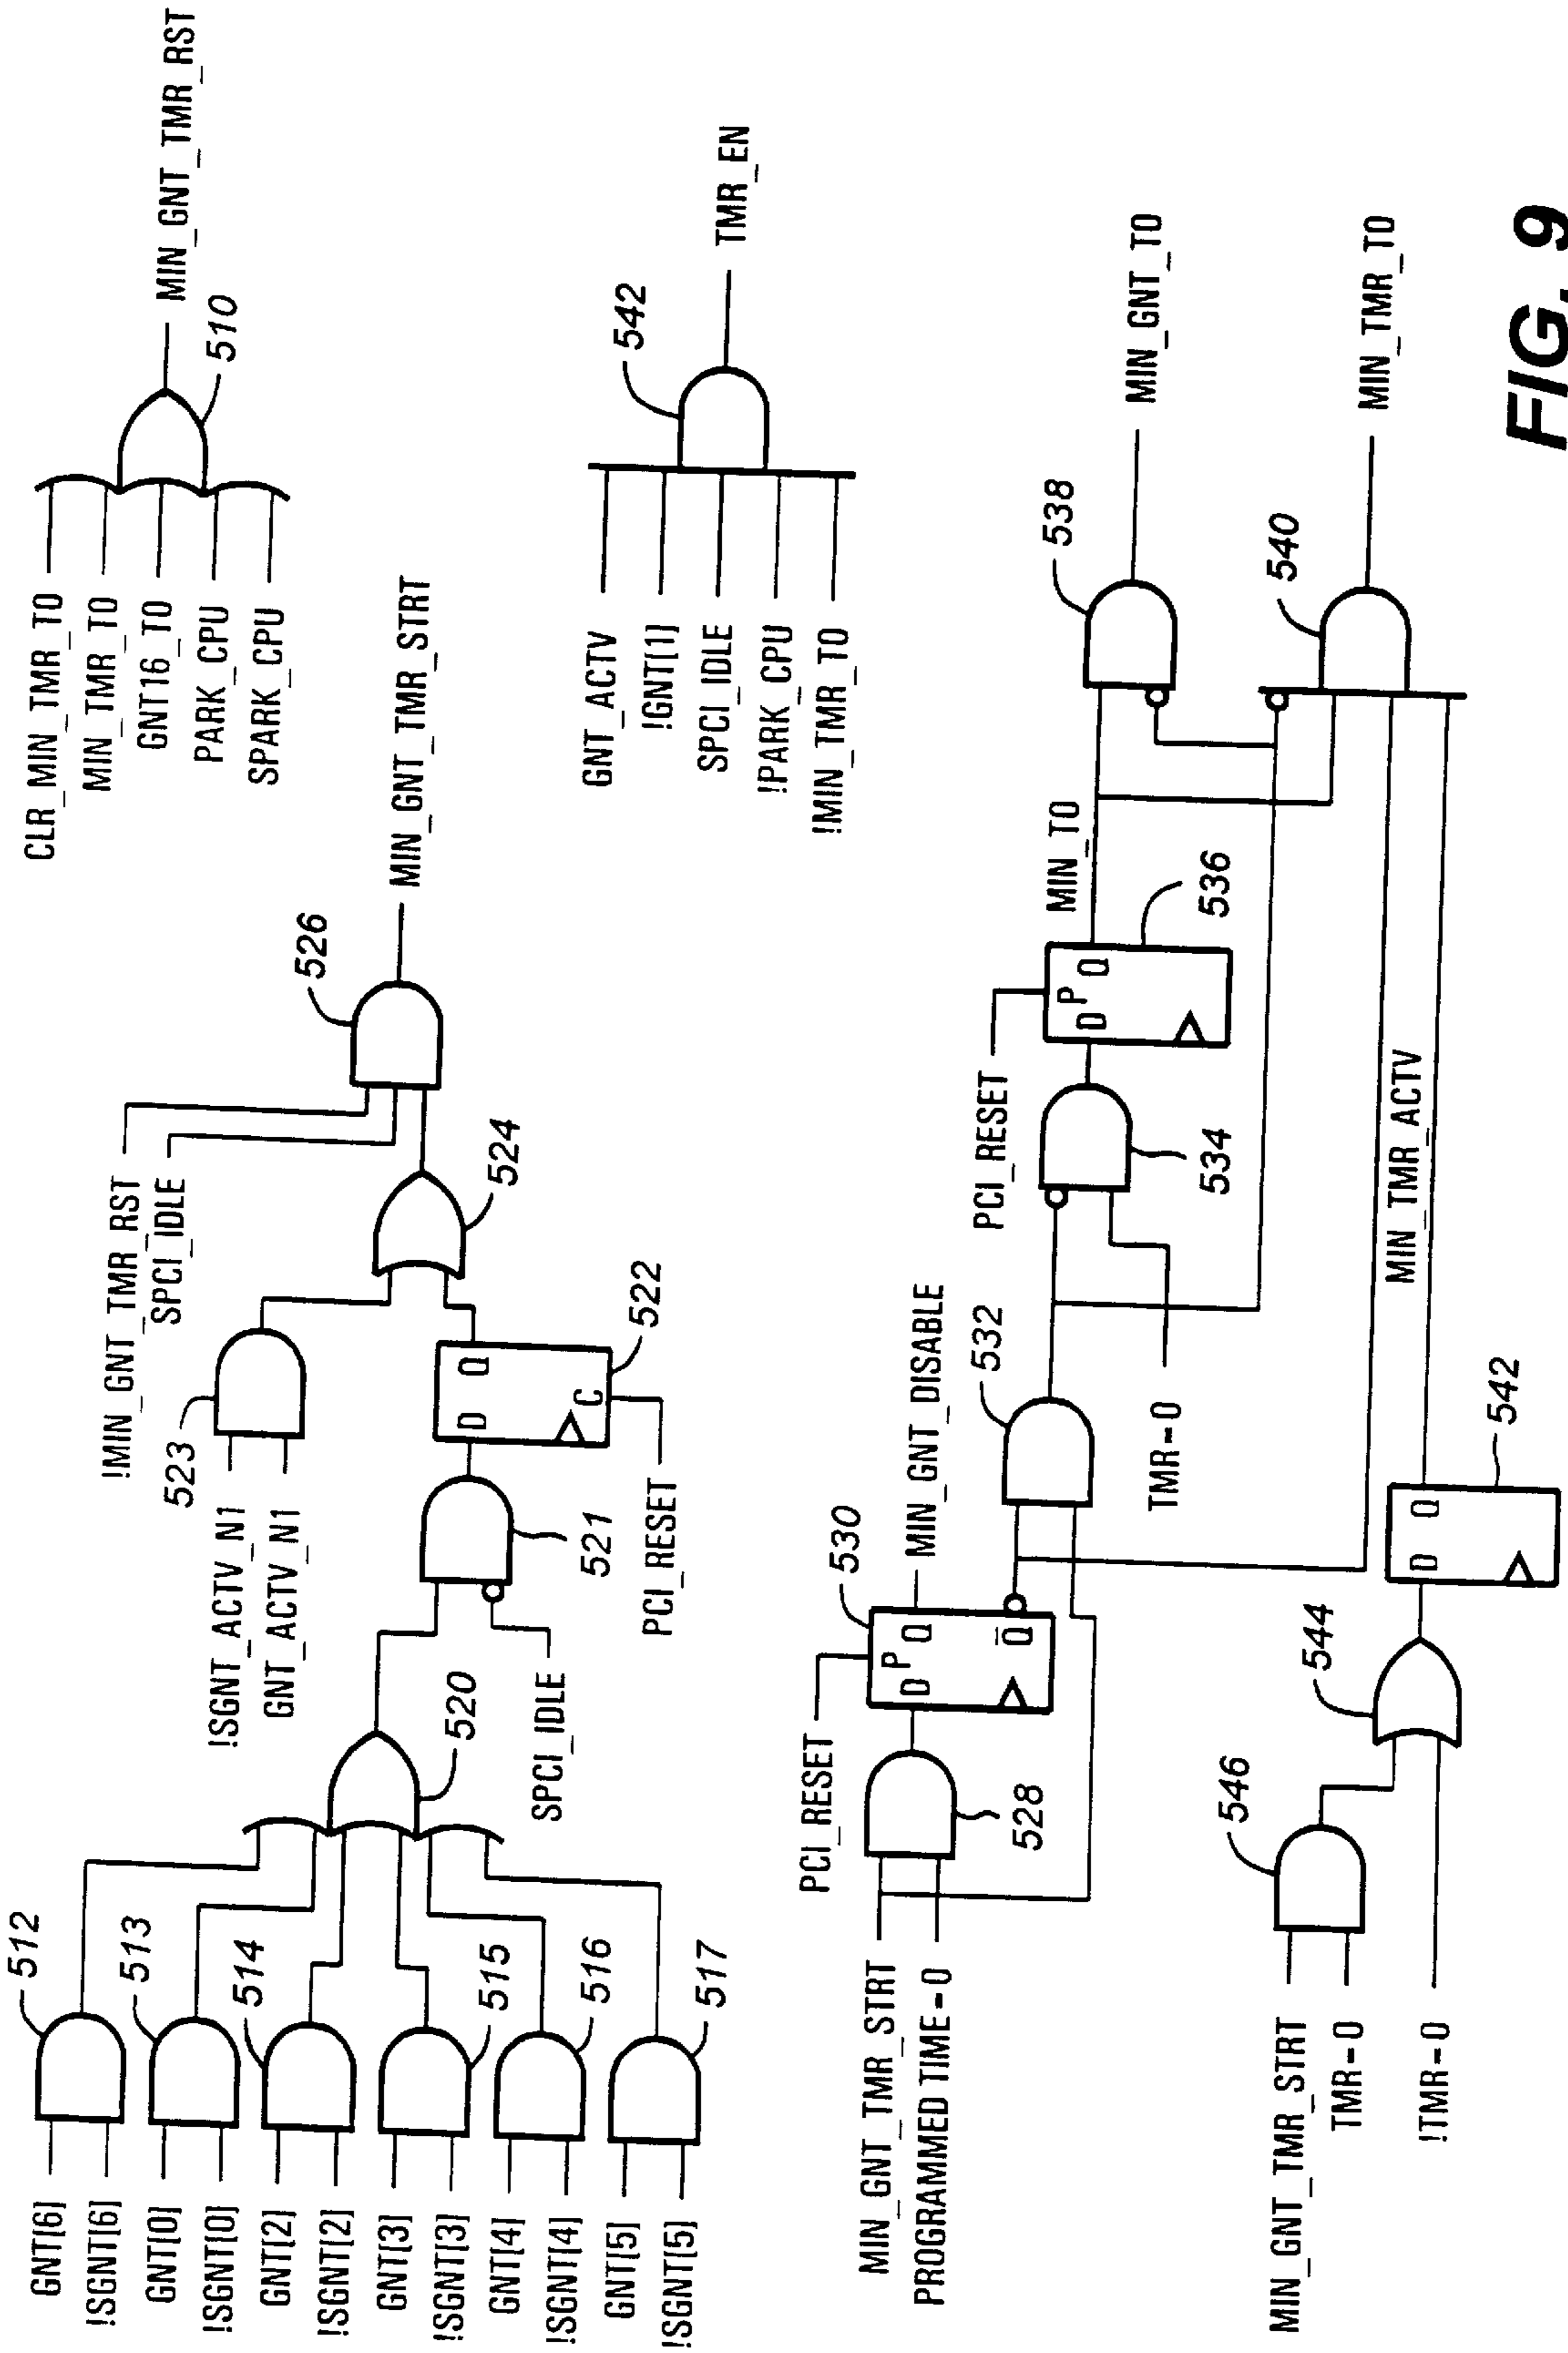 GNT[6]
!SGNT[6]
GNT[0]
!SGNT[0]
GNT[2]
!SGNT[2]
GNT[3]
!SGNT[3]
GNT[4]
!SGNT[4]
GNT[5]
!SGNT[5]
512
513
514
515
516
517
520
!SGNT_ACTV_N1
GNT_ACTV_N1
523
SPCI_IDLE
521
D Q
C
522
PCI_RESET
!MIN_GNT_TMR_RST
SPCI_IDLE
524
526
MIN_GNT_TMR_STRT
CLR_MIN_TMR_TO
MIN_TMR_TO
GNT16_TO
PARK_CPU
SPARK_CPU
510
MIN_GNT_TMR_RST
GNT_ACTV
!GNT[1]
SPCI_IDLE
!PARK_CPU
!MIN_TMR_TO
542
TMR_EN
MIN_GNT_TMR_STRT
PROGRAMMED TIME=0
528
PCI_RESET
D P Q
Q
530
MIN_GNT_DISABLE
532
TMR=0
534
PCI_RESET
D P Q
536
MIN_TO
538
MIN_GNT_TO
540
MIN_TMR_TO
MIN_GNT_TMR_STRT
TMR=0
!TMR=0
546
544
D Q
542
MIN_TMR_ACTV
FIG. 9